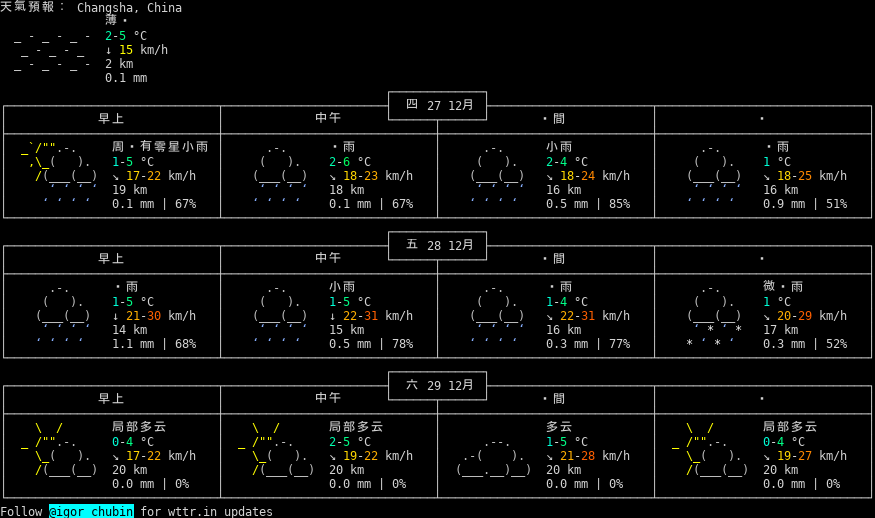 天氣預報： Changsha, China
薄・
2-5 °C
↓ 15 km/h
2 km
0.1 mm
四 27 12月
早上 中午 ・間 ・
周・有零星小雨 ・雨 小雨 ・雨
1-5 °C 2-6 °C 2-4 °C 1 °C
↘ 17-22 km/h ↘ 18-23 km/h ↘ 18-24 km/h ↘ 18-25 km/h
19 km 18 km 16 km 16 km
0.1 mm | 67% 0.1 mm | 67% 0.5 mm | 85% 0.9 mm | 51%
五 28 12月
早上 中午 ・間 ・
・雨 小雨 ・雨 微・雨
1-5 °C 1-5 °C 1-4 °C 1 °C
↓ 21-30 km/h ↓ 22-31 km/h ↘ 22-31 km/h ↘ 20-29 km/h
14 km 15 km 16 km 17 km
1.1 mm | 68% 0.5 mm | 78% 0.3 mm | 77% 0.3 mm | 52%
六 29 12月
早上 中午 ・間 ・
局部多云 局部多云 多云 局部多云
0-4 °C 2-5 °C 1-5 °C 0-4 °C
↘ 17-22 km/h ↘ 19-22 km/h ↘ 21-28 km/h ↘ 19-27 km/h
20 km 20 km 20 km 20 km
0.0 mm | 0% 0.0 mm | 0% 0.0 mm | 0% 0.0 mm | 0%
Follow @igor_chubin for wttr.in updates